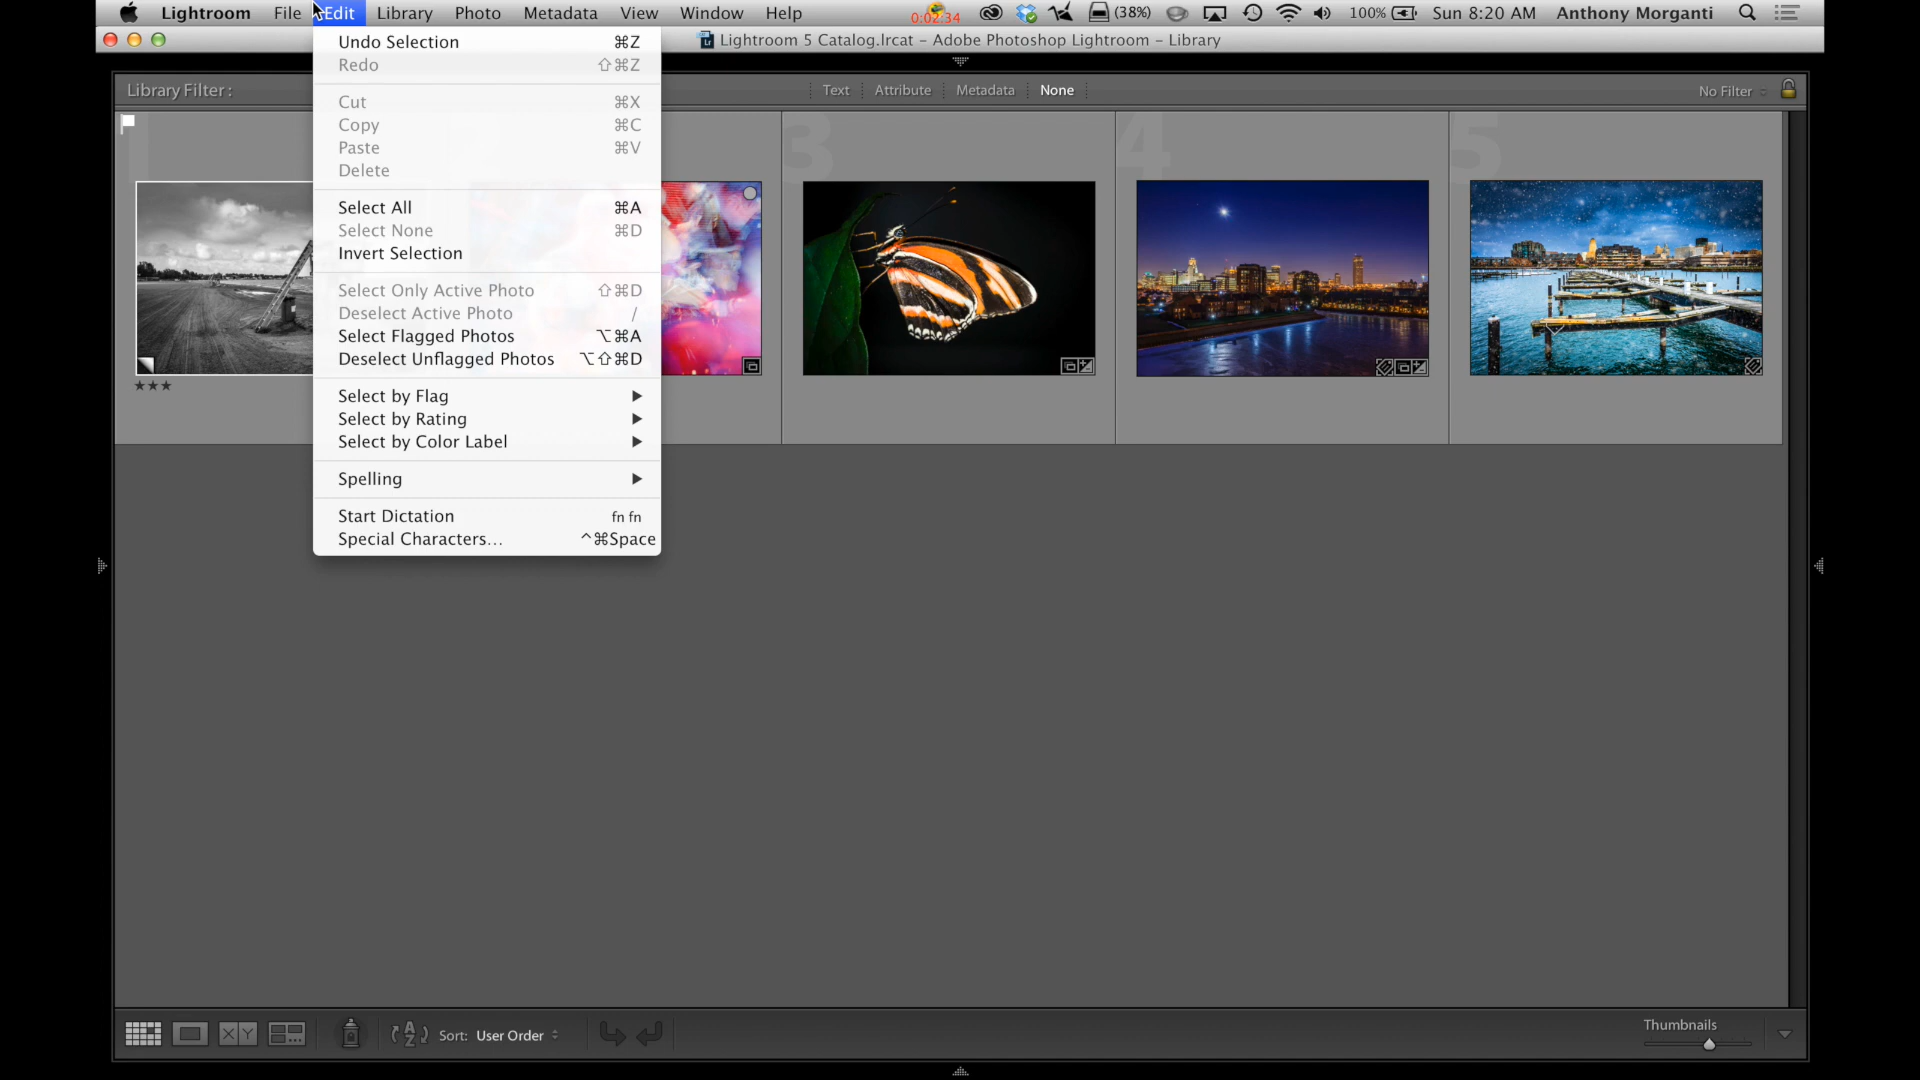 Lightroom File Edit Library Photo Metadata View Window Help 0:02:34 (38%) 100% Sun 8:20 AM Anthony Morganti
Lightroom 5 Catalog.lrcat – Adobe Photoshop Lightroom – Library
Library Filter : Text Attribute Metadata None No Filter
Undo Selection ⌘Z
Redo ⇧⌘Z
Cut ⌘X
Copy ⌘C
Paste ⌘V
Delete
Select All ⌘A
Select None ⌘D
Invert Selection
Select Only Active Photo ⇧⌘D
Deselect Active Photo /
Select Flagged Photos ⌥⌘A
Deselect Unflagged Photos ⌥⇧⌘D
Select by Flag ▶
Select by Rating ▶
Select by Color Label ▶
Spelling ▶
Start Dictation fn fn
Special Characters... ^⌘Space
3 4 5
★★★
XY
Sort: User Order
Thumbnails